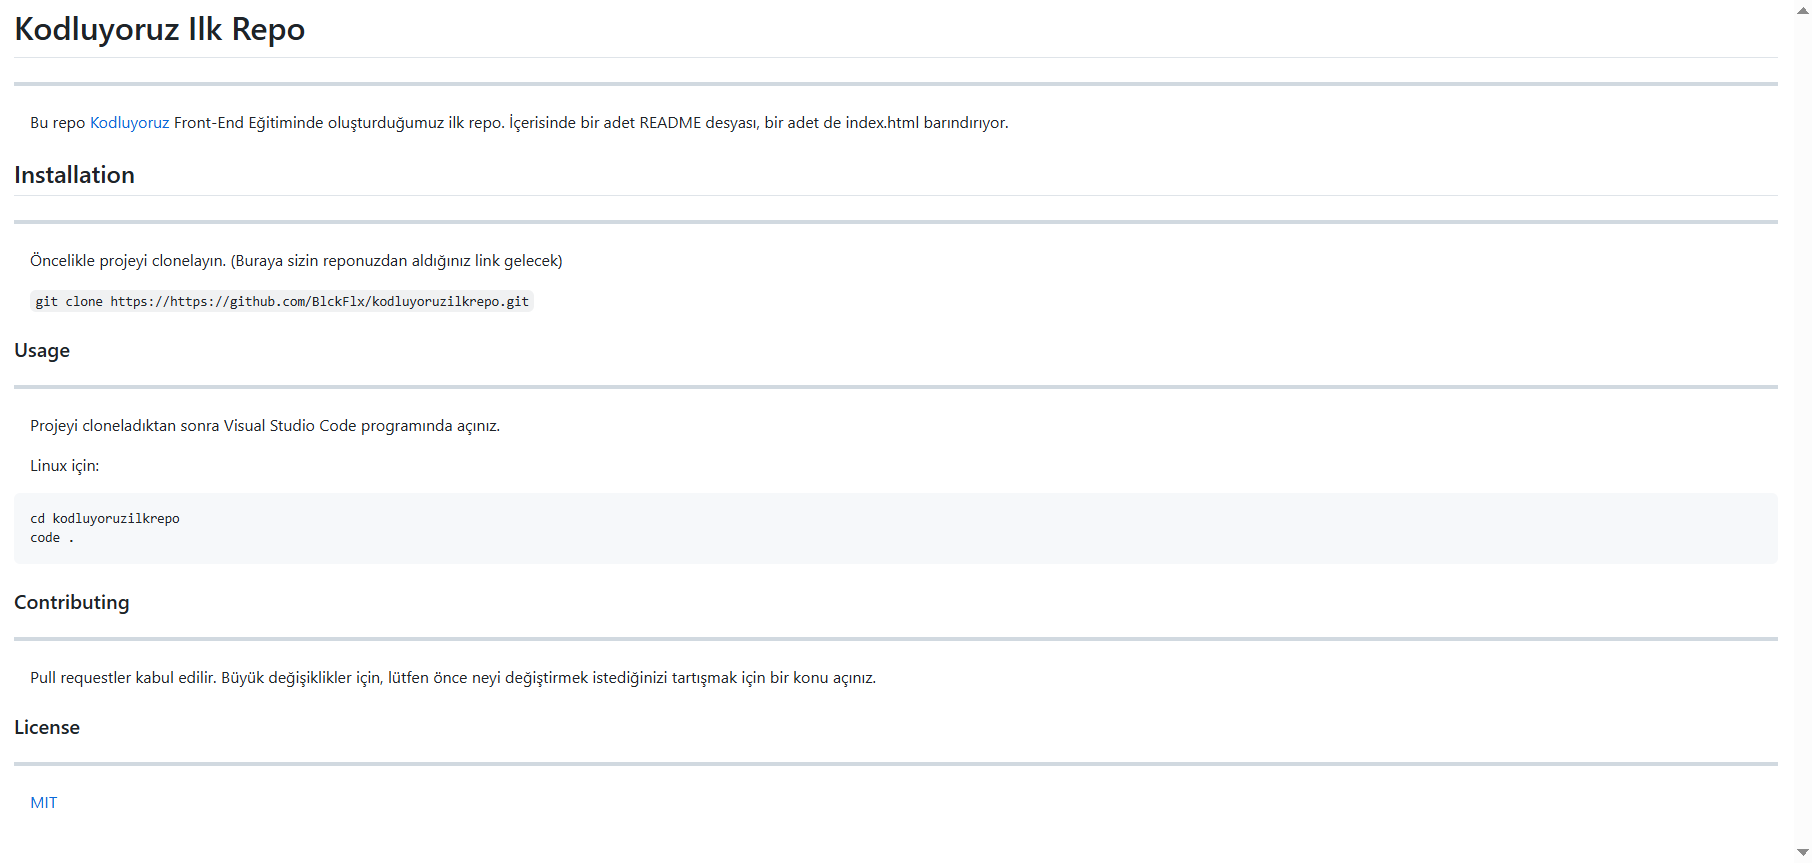 Kodluyoruz Ilk Repo
Bu repo Kodluyoruz Front-End Eğitiminde oluşturduğumuz ilk repo. İçerisinde bir adet README desyası, bir adet de index.html barındırıyor.
Installation
Öncelikle projeyi clonelayın. (Buraya sizin reponuzdan aldığınız link gelecek)
git clone https://https://github.com/BlckFlx/kodluyoruzilkrepo.git
Usage
Projeyi cloneladıktan sonra Visual Studio Code programında açınız.
Linux için:
cd kodluyoruzilkrepo
code .
Contributing
Pull requestler kabul edilir. Büyük değişiklikler için, lütfen önce neyi değiştirmek istediğinizi tartışmak için bir konu açınız.
License
MIT